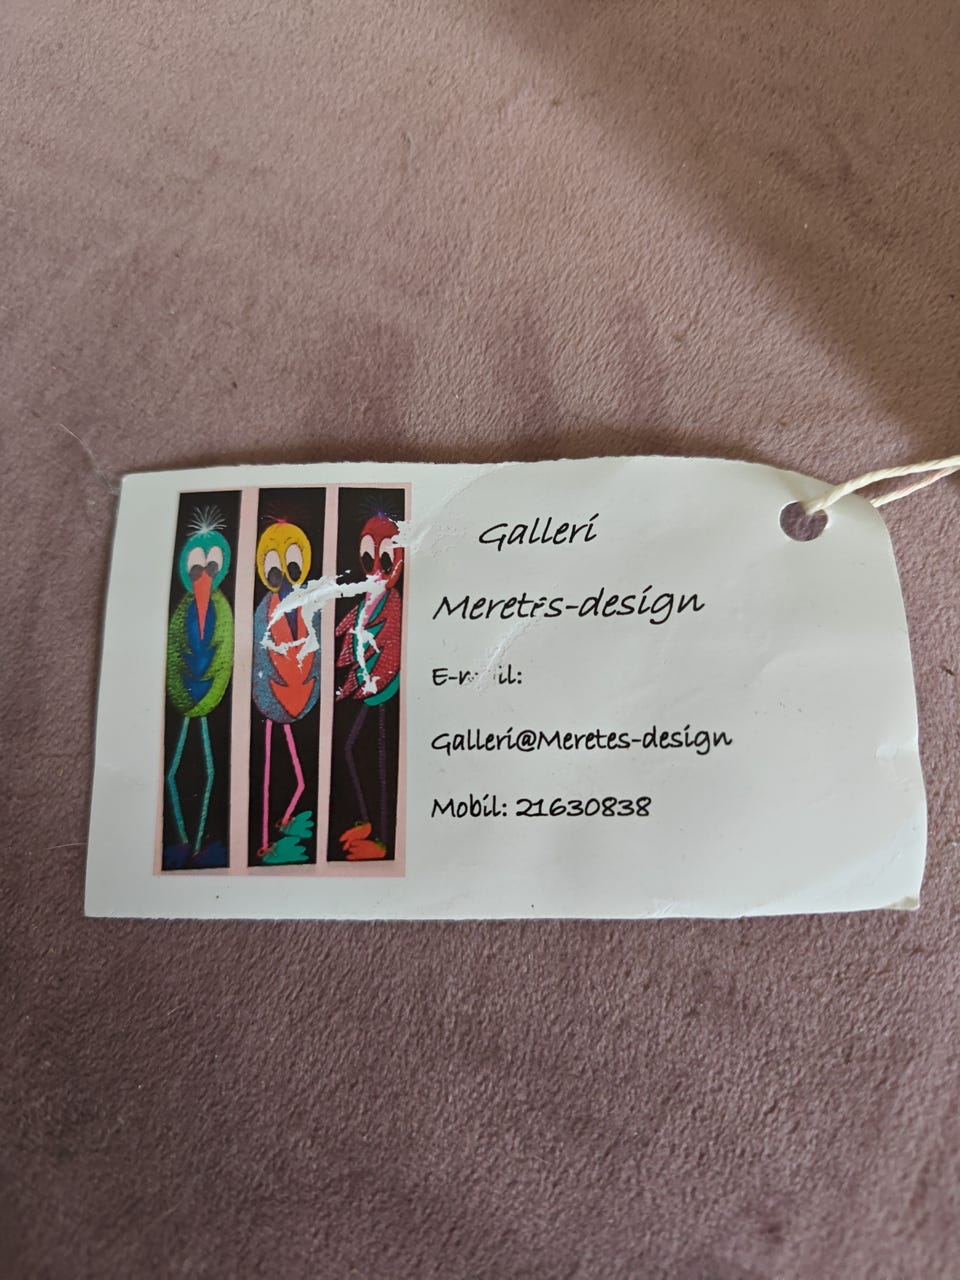 Galleri
Meretes-design
E-mail:
Galleri@Meretes-design
Mobil: 21630838